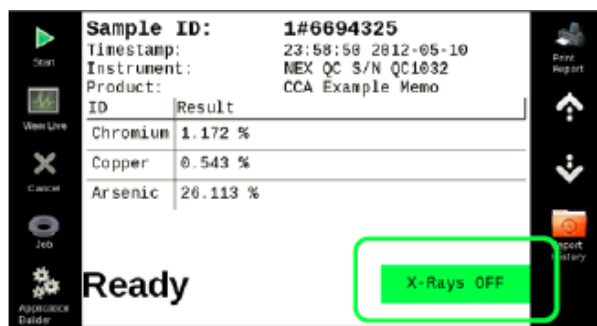 Start
View Live
Cancel
Job
Appliance
Builder
Sample ID: 1#6694325
Timestamp: 23:58:50 2012-05-10
Instrument: NEX QC S/N QC1032
Product: CCA Example Memo
ID Result
Chromium 1.172 %
Copper 0.543 %
Arsenic 26.113 %
Ready
X-Rays OFF
Print
Report
Report
History